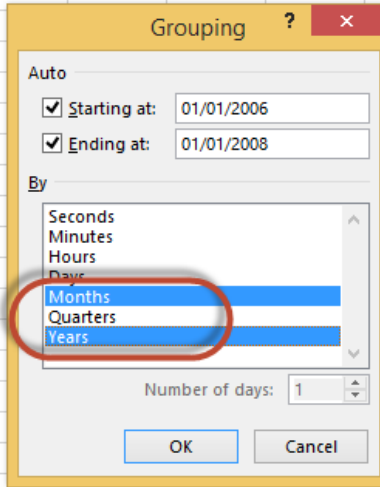 Grouping ? ×
Auto
Starting at: 01/01/2006
Ending at: 01/01/2008
By
Seconds
Minutes
Hours
Days
Months
Quarters
Years
Number of days: 1
OK Cancel